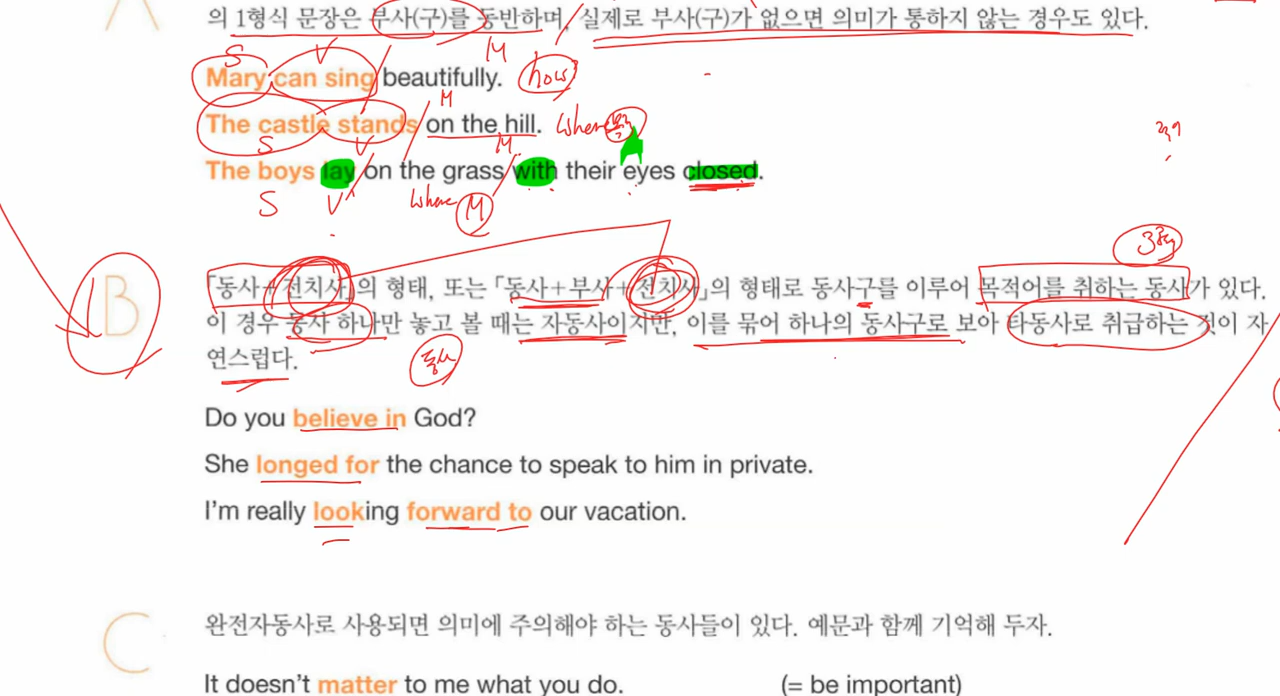 의 1형식 문장은 부사(구)를 동반하며, 실제로 부사(구)가 없으면 의미가 통하지 않는 경우도 있다.
S V M
Mary can sing beautifully. how
M
The castle stands on the hill. where
S V M
The boys lay on the grass with their eyes closed.
S V where M
3형식
B 「동사+전치사」의 형태, 또는 「동사+부사+전치사」의 형태로 동사구를 이루어 목적어를 취하는 동사가 있다.
이 경우 동사 하나만 놓고 볼 때는 자동사이지만, 이를 묶어 하나의 동사구로 보아 타동사로 취급하는 것이 자
연스럽다. 동사
Do you believe in God?
She longed for the chance to speak to him in private.
I'm really looking forward to our vacation.
C 완전자동사로 사용되면 의미에 주의해야 하는 동사들이 있다. 예문과 함께 기억해 두자.
It doesn't matter to me what you do. (= be important)